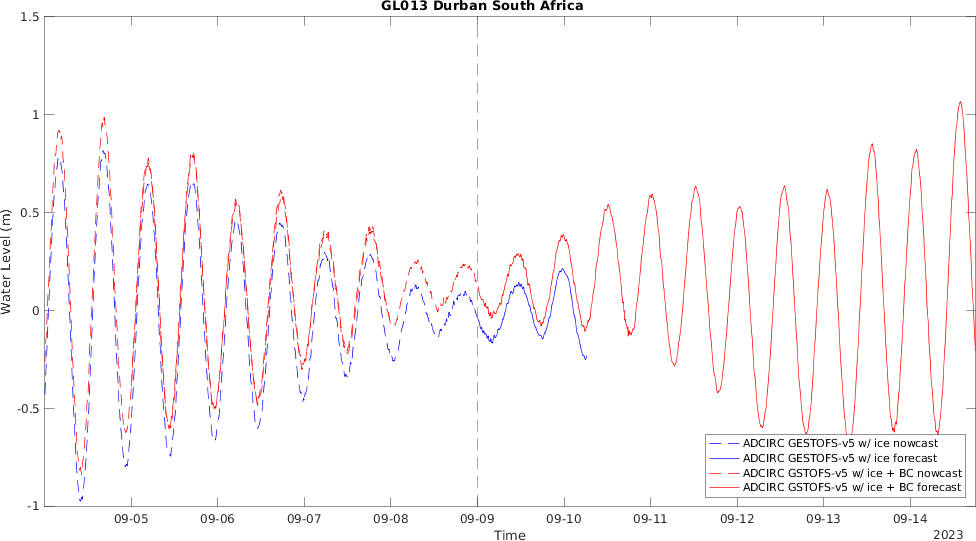 GL013 Durban South Africa
1.5
1
0.5
0
-0.5
-1
Water Level (m)
09-05 09-06 09-07 09-08 09-09 09-10 09-11 09-12 09-13 09-14
Time
2023
ADCIRC GESTOFS-v5 w/ ice nowcast
ADCIRC GESTOFS-v5 w/ ice forecast
ADCIRC GSTOFS-v5 w/ ice + BC nowcast
ADCIRC GSTOFS-v5 w/ ice + BC forecast